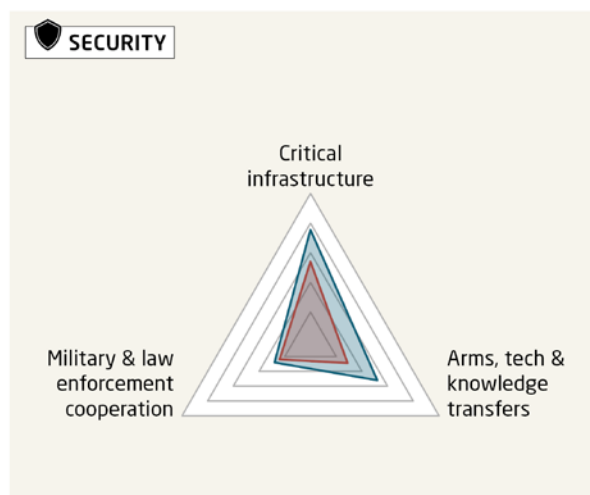 SECURITY
Critical
infrastructure
Military & law
enforcement
cooperation
Arms, tech &
knowledge
transfers